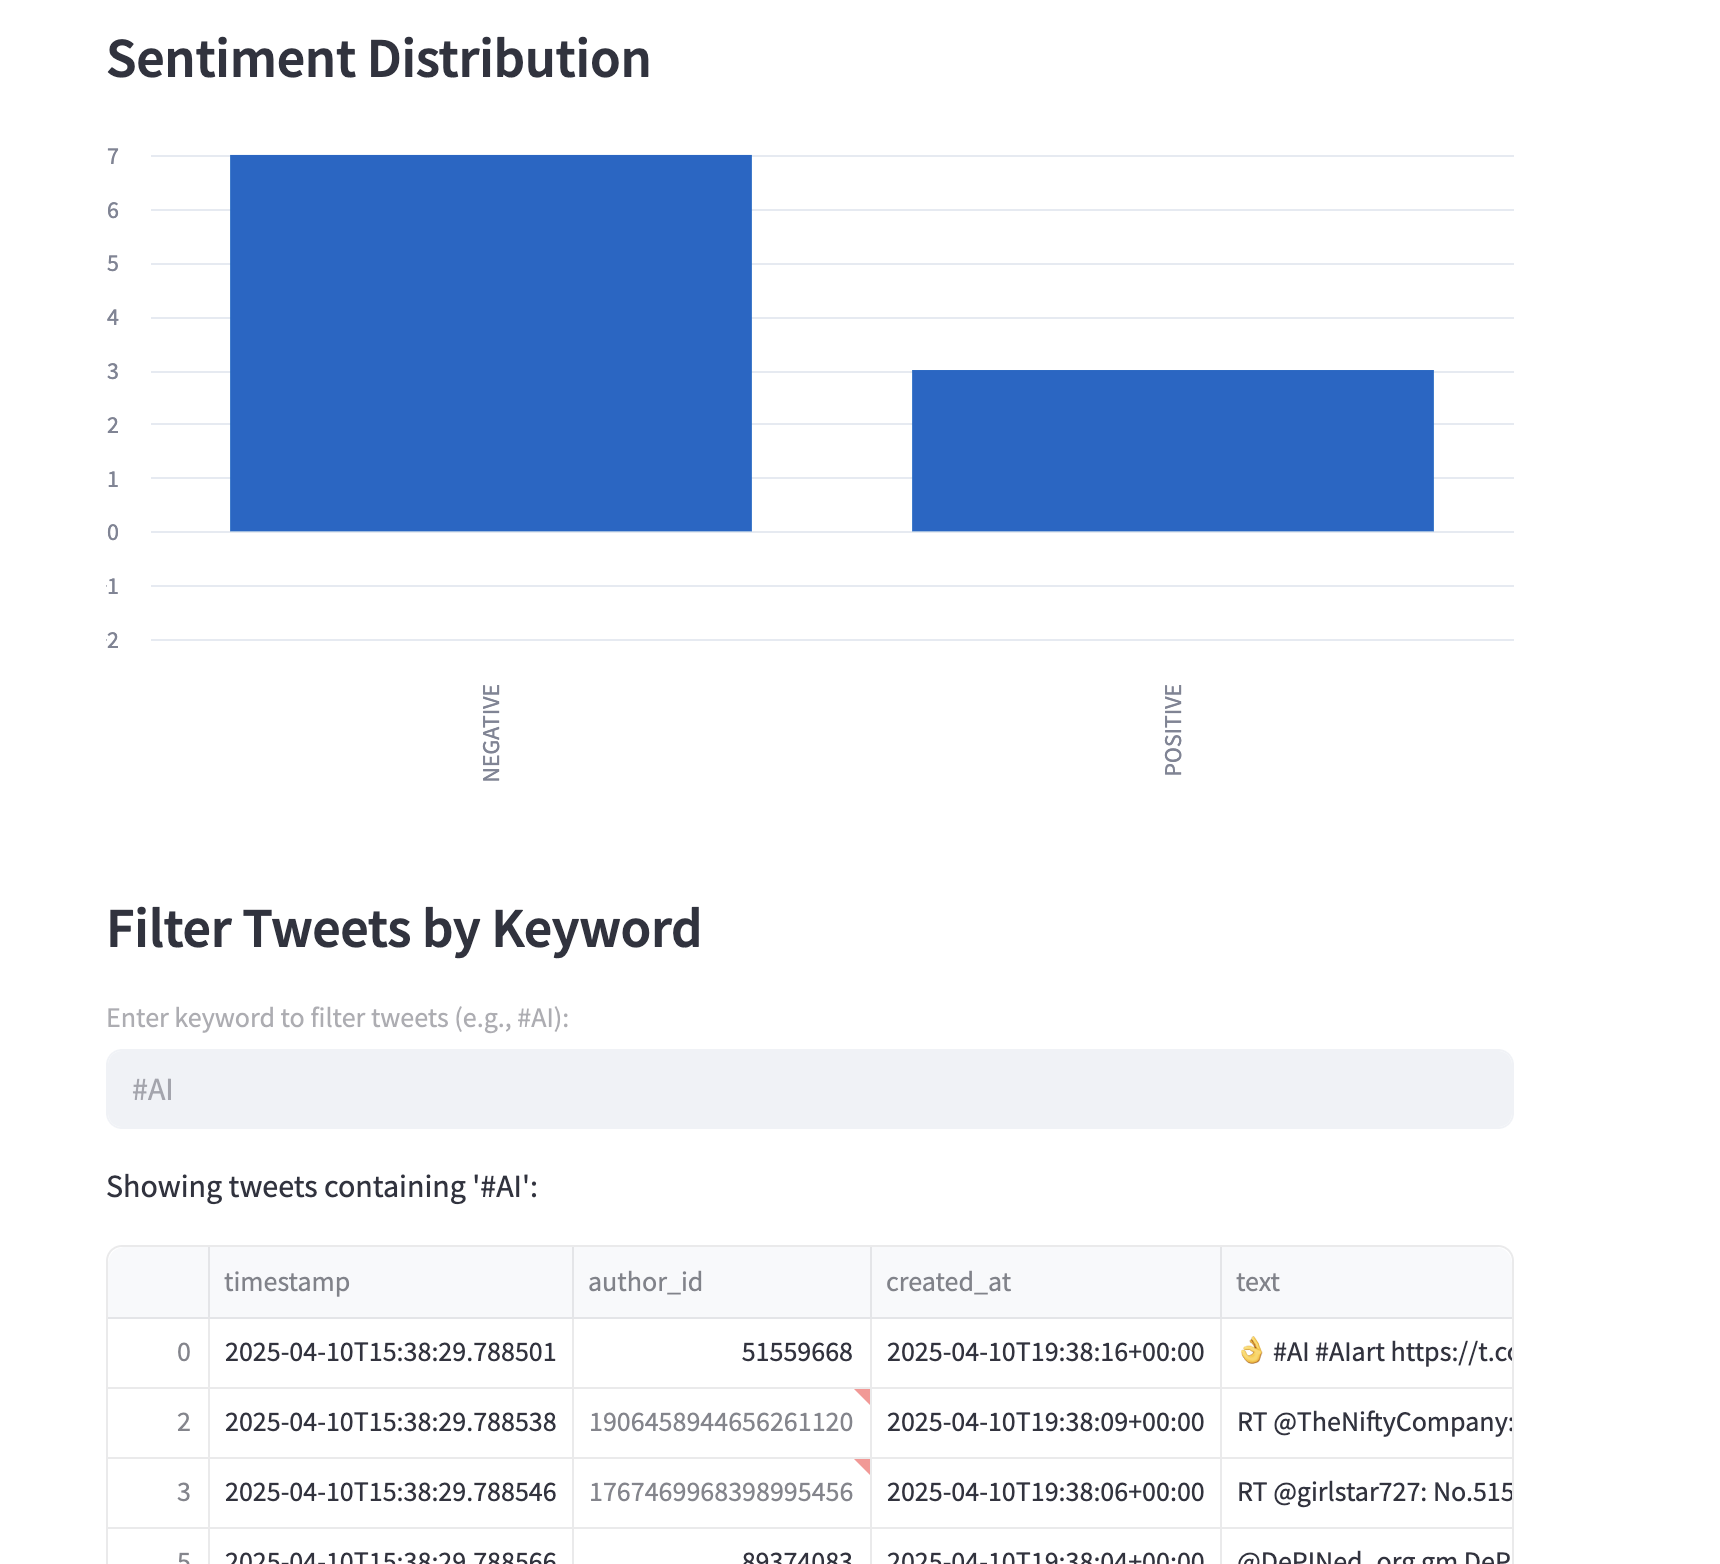 Sentiment Distribution
7
6
5
4
3
2
1
0
1
2
NEGATIVE
POSITIVE
Filter Tweets by Keyword
Enter keyword to filter tweets (e.g., #AI):
#AI
Showing tweets containing '#AI':
timestamp author_id created_at text
0 2025-04-10T15:38:29.788501 51559668 2025-04-10T19:38:16+00:00 👌 #AI #AIart https://t.co
2 2025-04-10T15:38:29.788538 1906458944656261120 2025-04-10T19:38:09+00:00 RT @TheNiftyCompany:
3 2025-04-10T15:38:29.788546 1767469968398995456 2025-04-10T19:38:06+00:00 RT @girlstar727: No.515
5 2025-04-10T15:38:29.788566 89374083 2025-04-10T19:38:04+00:00 @DePINed_org gm DeP